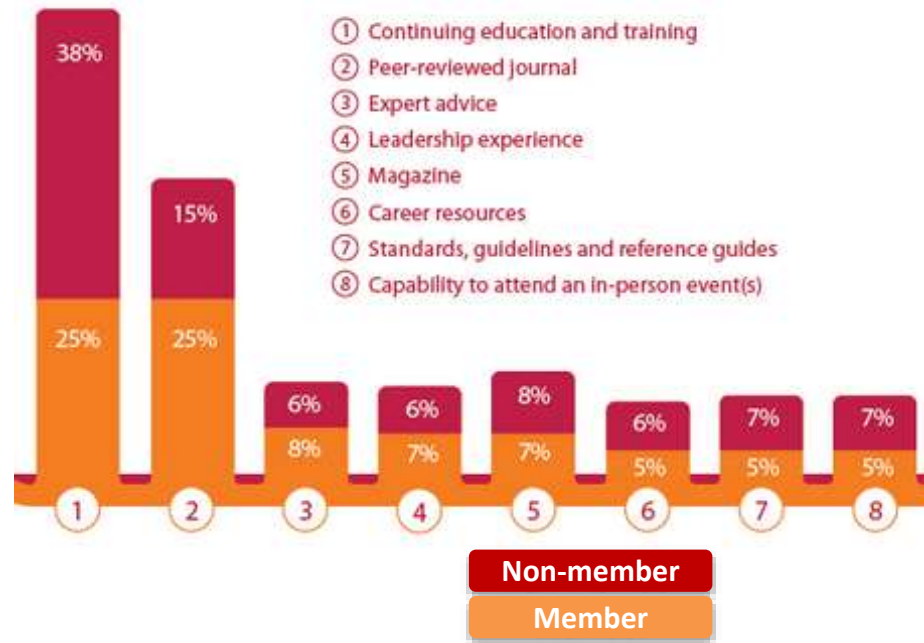 ① Continuing education and training
② Peer-reviewed journal
③ Expert advice
④ Leadership experience
⑤ Magazine
⑥ Career resources
⑦ Standards, guidelines and reference guides
⑧ Capability to attend an in-person event(s)
38%
15%
25% 25%
6% 6% 8% 6% 7% 7%
8% 7% 7% 5% 5% 5%
1 2 3 4 5 6 7 8
Non-member
Member